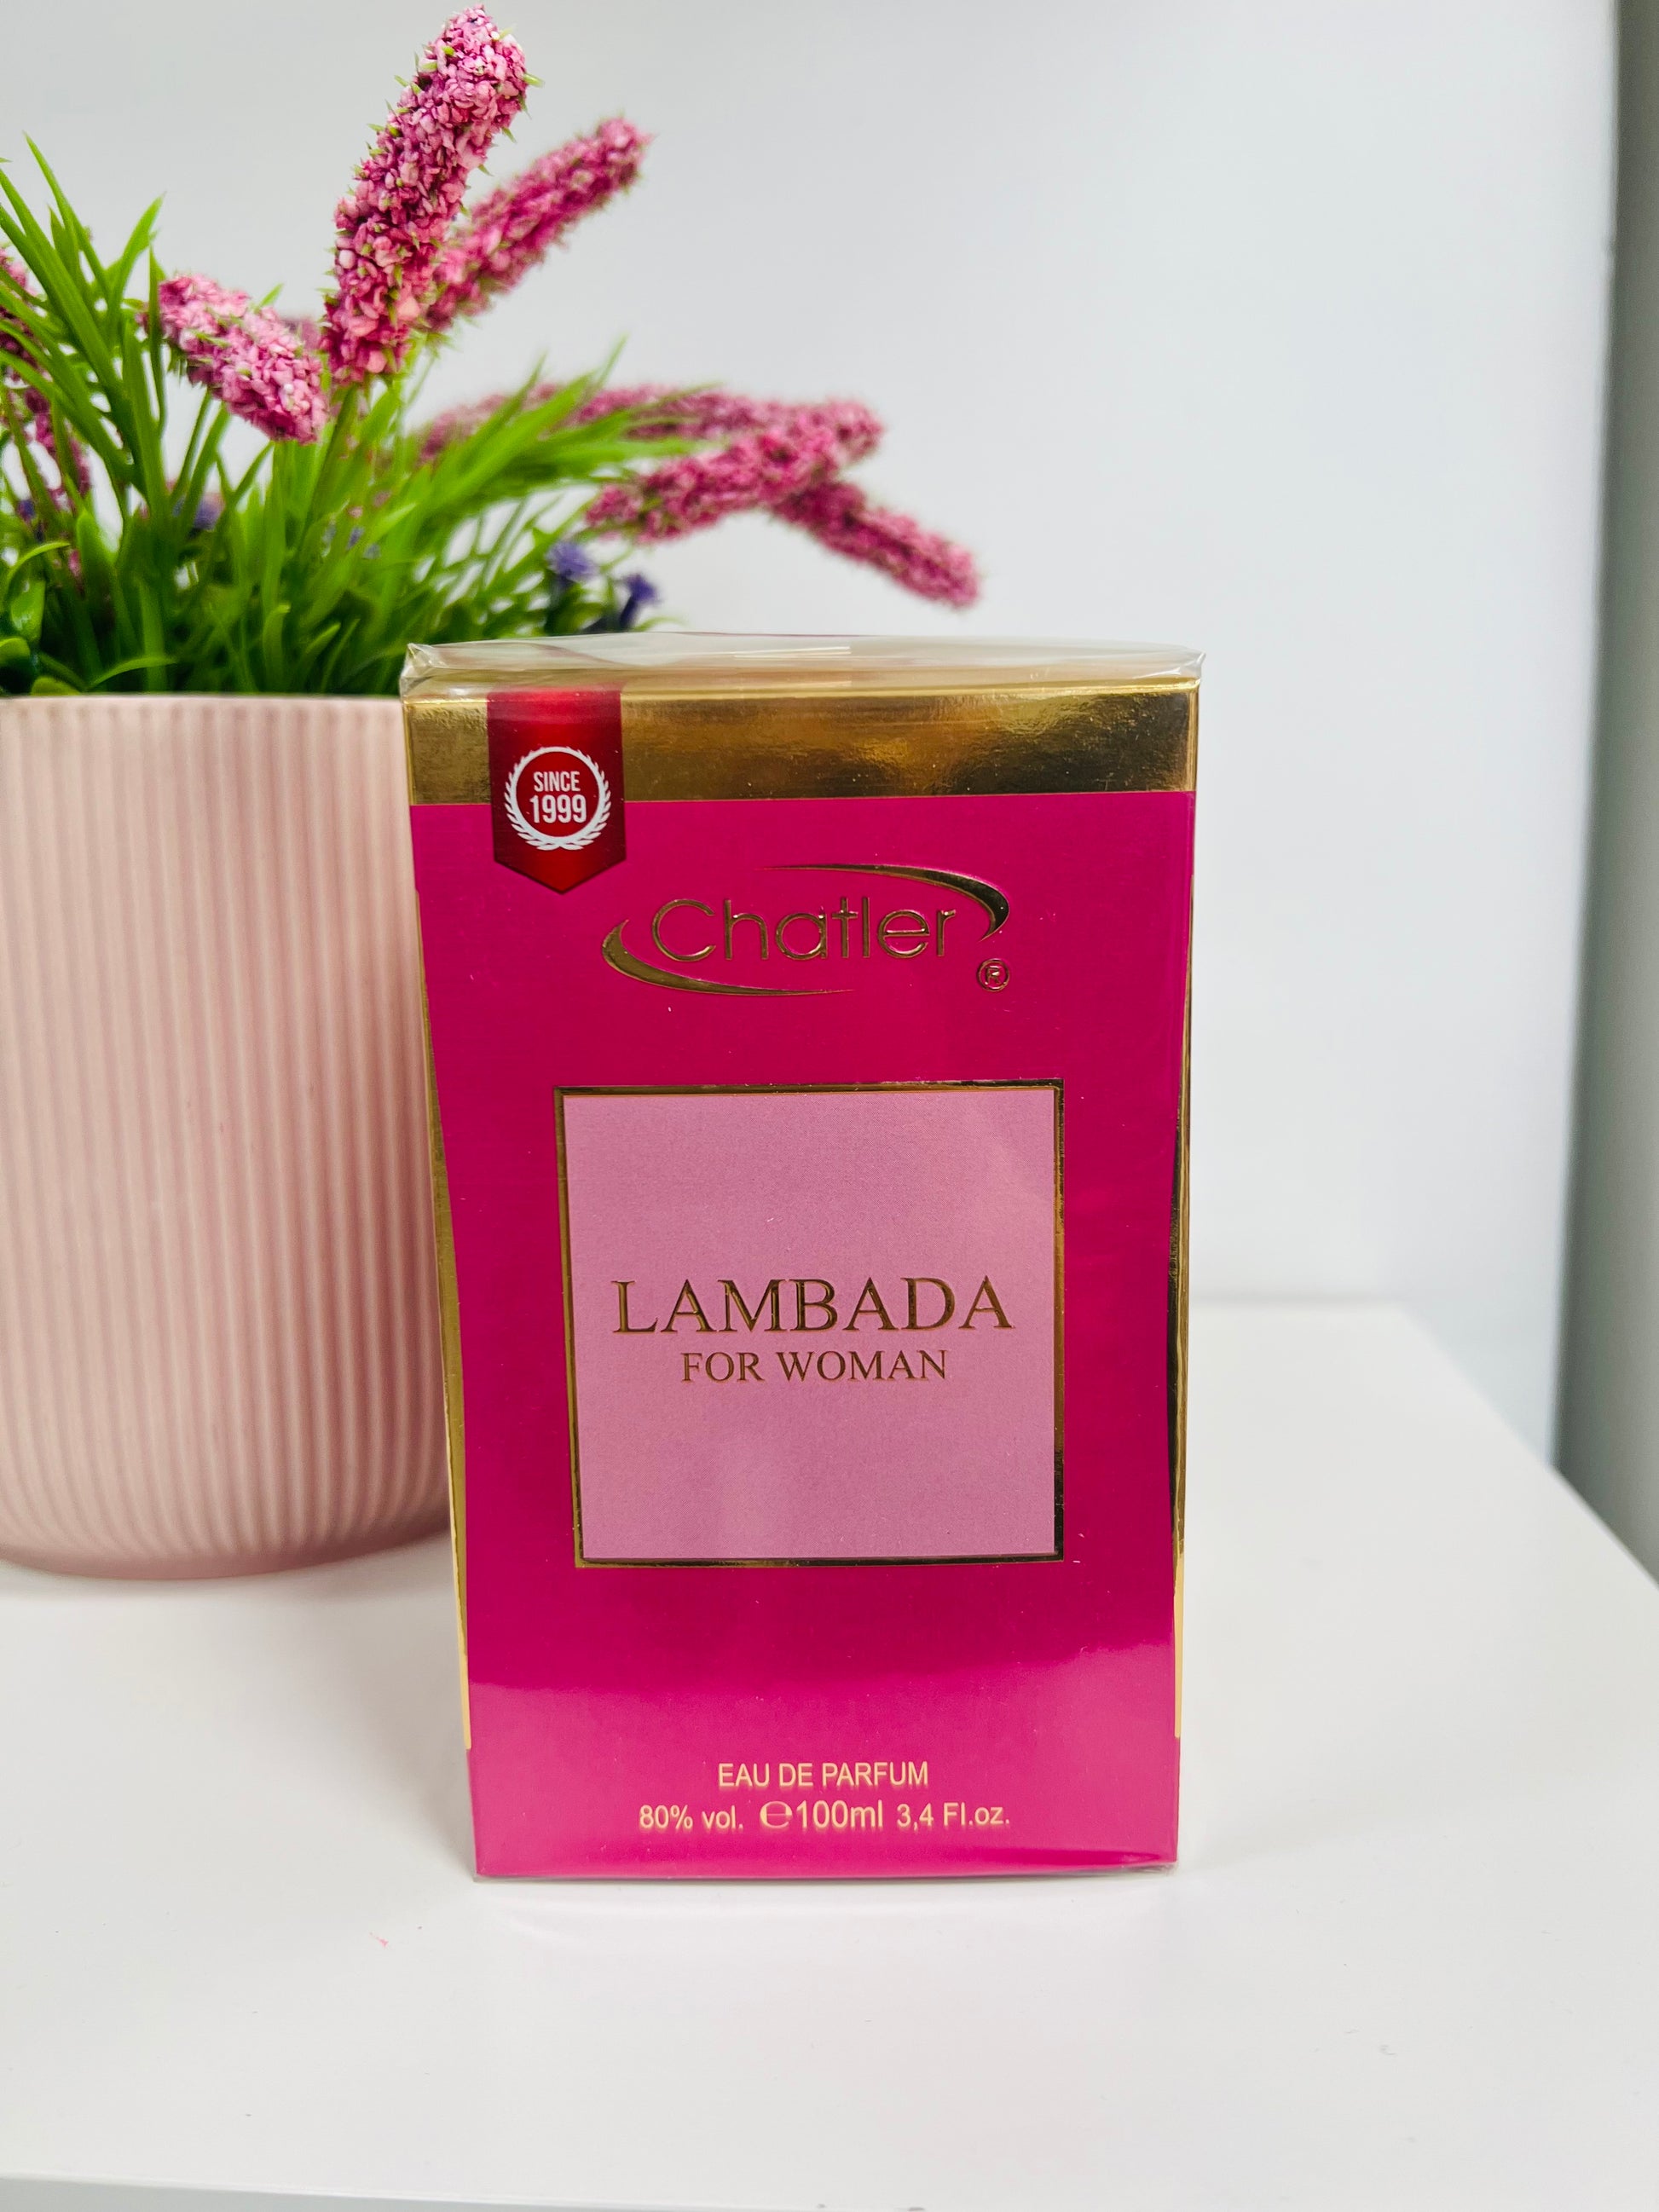 SINCE
1999
Chatler
®
LAMBADA
FOR WOMAN
EAU DE PARFUM
80% vol. ℮100ml 3,4 Fl.oz.